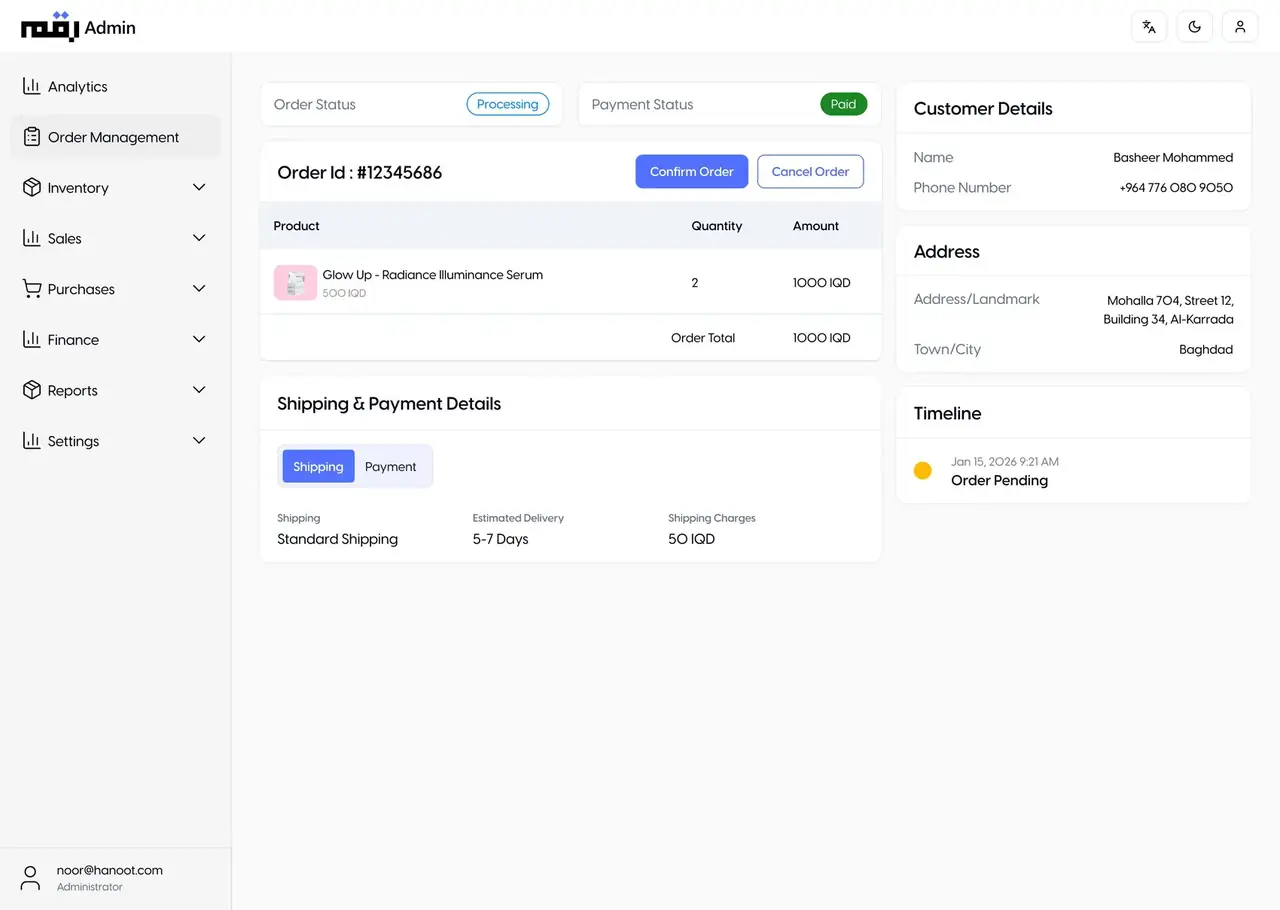 رقمة Admin
Analytics
Order Management
Inventory
Sales
Purchases
Finance
Reports
Settings
noor@hanoot.com
Administrator
Order Status
Processing
Payment Status
Paid
Order Id : #12345686
Confirm Order
Cancel Order
Product
Quantity
Amount
Glow Up - Radiance Illuminance Serum
500 IQD
2
1000 IQD
Order Total
1000 IQD
Shipping & Payment Details
Shipping
Payment
Shipping
Standard Shipping
Estimated Delivery
5-7 Days
Shipping Charges
50 IQD
Customer Details
Name
Basheer Mohammed
Phone Number
+964 776 080 9050
Address
Address/Landmark
Mohalla 704, Street 12,
Building 34, Al-Karrada
Town/City
Baghdad
Timeline
Jan 15, 2026 9:21 AM
Order Pending